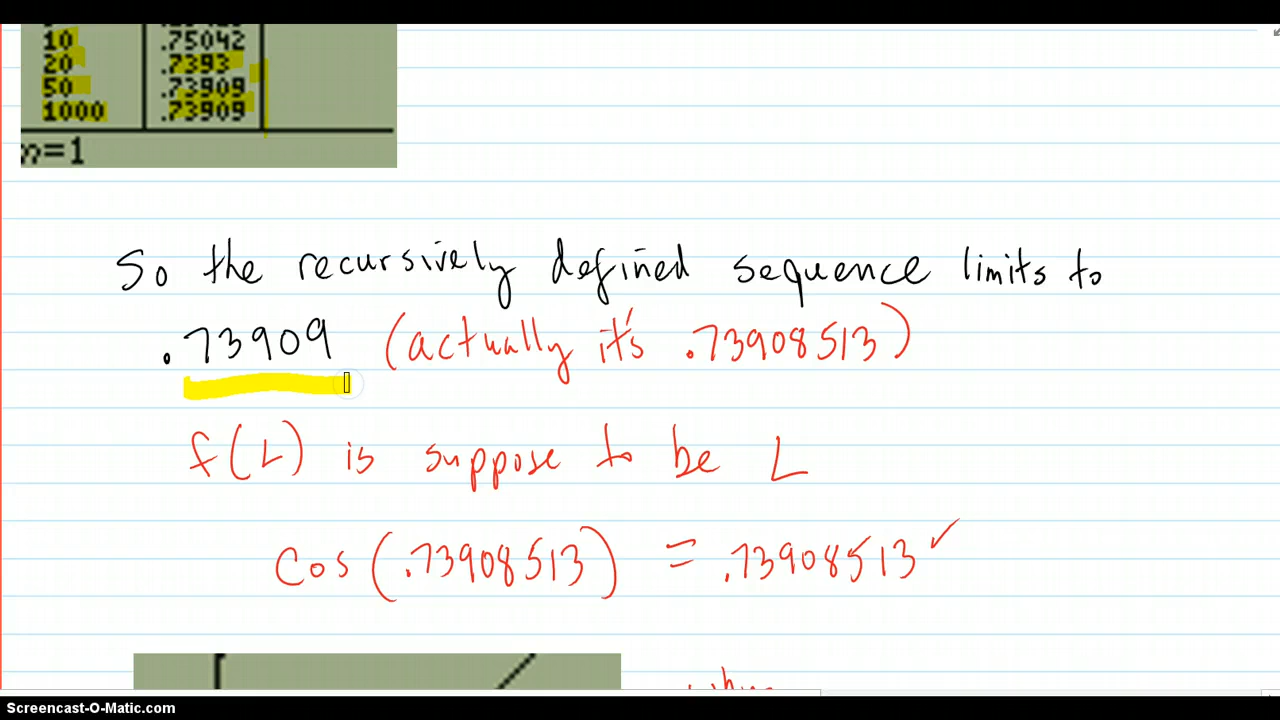 10 .75042
20 .7393
50 .73909
1000 .73909
n=1
So the recursively defined sequence limits to
.73909 (actually it's .73908513)
f(L) is suppose to be L
Cos(.73908513) = .73908513 ✓
Screencast-O-Matic.com